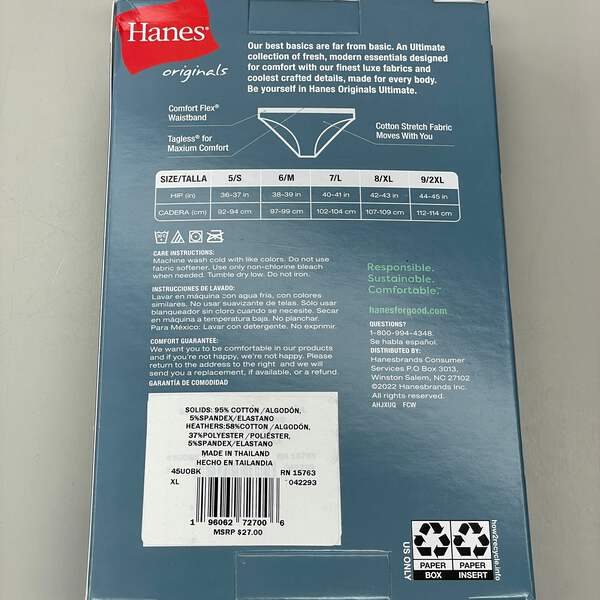 Hanes®
originals
Our best basics are far from basic. An Ultimate
collection of fresh, modern essentials designed
for comfort with our finest luxe fabrics and
coolest crafted details, made for every body.
Be yourself in Hanes Originals Ultimate.
Comfort Flex®
Waistband
Tagless® for
Maxium Comfort
Cotton Stretch Fabric
Moves With You
SIZE/TALLA 5/S 6/M 7/L 8/XL 9/2XL
HIP (in) 36-37 in 38-39 in 40-41 in 42-43 in 44-45 in
CADERA (cm) 92-94 cm 97-99 cm 102-104 cm 107-109 cm 112-114 cm
CARE INSTRUCTIONS:
Machine wash cold with like colors. Do not use
fabric softener. Use only non-chlorine bleach
when needed. Tumble dry low. Do not iron.
INSTRUCCIONES DE LAVADO:
Lavar en máquina con agua fria, con colores
similares. No usar suavizante de telas. Sólo usar
blanqueador sin cloro cuando se necesite. Secar
en máquina a temperatura baja. No planchar.
Para México: Lavar con detergente. No exprimir.
COMFORT GUARANTEE:
We want you to be comfortable in our products
and if you're not happy, we're not happy. Please
return to the address to the right and we will
send you a replacement, if available, or a refund.
GARANTÍA DE COMODIDAD
Responsible.
Sustainable.
Comfortable.™
hanesforgood.com
QUESTIONS?
1-800-994-4348.
Se habla español.
DISTRIBUTED BY:
Hanesbrands Consumer
Services P.O Box 3013,
Winston Salem, NC 27102
©2022 Hanesbrands Inc.
All rights reserved.
AHJXUQ FCW
SOLIDS: 95% COTTON /ALGODÓN,
5%SPANDEX/ELASTANO
HEATHERS:58%COTTON /ALGODÓN,
37%POLYESTER /POLIÉSTER,
5%SPANDEX/ELASTANO
MADE IN THAILAND
HECHO EN TAILANDIA
45UOBK RN 15763
XL 042293
1 96062 72700 6
MSRP $27.00
US ONLY
PAPER
BOX
PAPER
INSERT
how2recycle.info